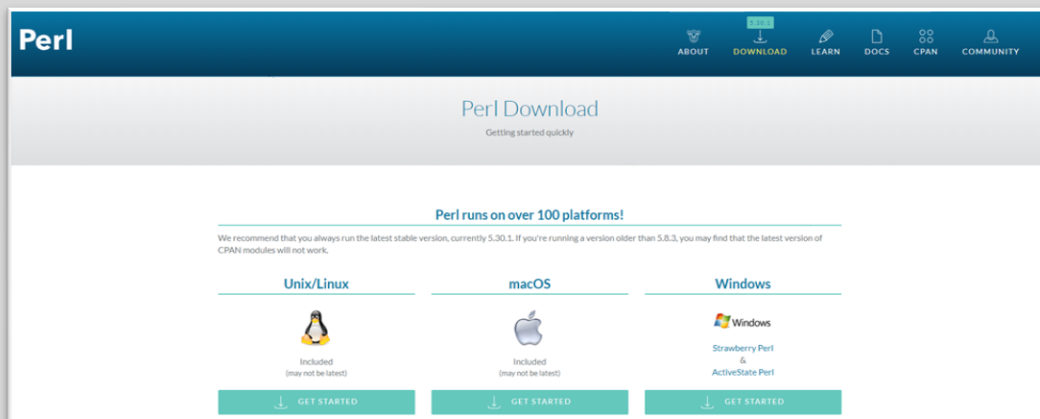 Perl
5.30.1
ABOUT
DOWNLOAD
LEARN
DOCS
CPAN
COMMUNITY
Perl Download
Getting started quickly
Perl runs on over 100 platforms!
We recommend that you always run the latest stable version, currently 5.30.1. If you're running a version older than 5.8.3, you may find that the latest version of
CPAN modules will not work.
Unix/Linux
Included
(may not be latest)
GET STARTED
macOS
Included
(may not be latest)
GET STARTED
Windows
Windows
Strawberry Perl
&
ActiveState Perl
GET STARTED